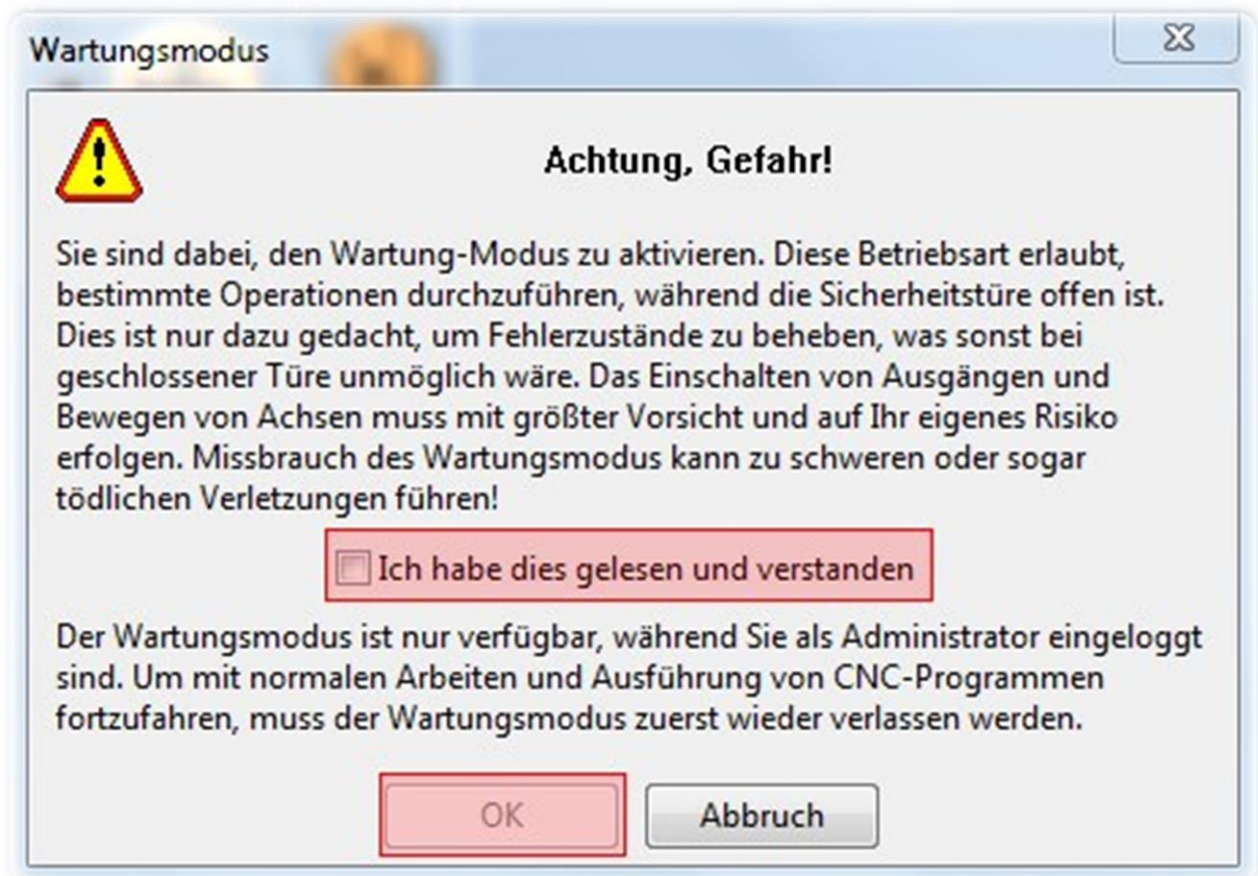 Wartungsmodus
Achtung, Gefahr!
Sie sind dabei, den Wartung-Modus zu aktivieren. Diese Betriebsart erlaubt,
bestimmte Operationen durchzuführen, während die Sicherheitstüre offen ist.
Dies ist nur dazu gedacht, um Fehlerzustände zu beheben, was sonst bei
geschlossener Türe unmöglich wäre. Das Einschalten von Ausgängen und
Bewegen von Achsen muss mit größter Vorsicht und auf Ihr eigenes Risiko
erfolgen. Missbrauch des Wartungsmodus kann zu schweren oder sogar
tödlichen Verletzungen führen!
Ich habe dies gelesen und verstanden
Der Wartungsmodus ist nur verfügbar, während Sie als Administrator eingeloggt
sind. Um mit normalen Arbeiten und Ausführung von CNC-Programmen
fortzufahren, muss der Wartungsmodus zuerst wieder verlassen werden.
OK Abbruch